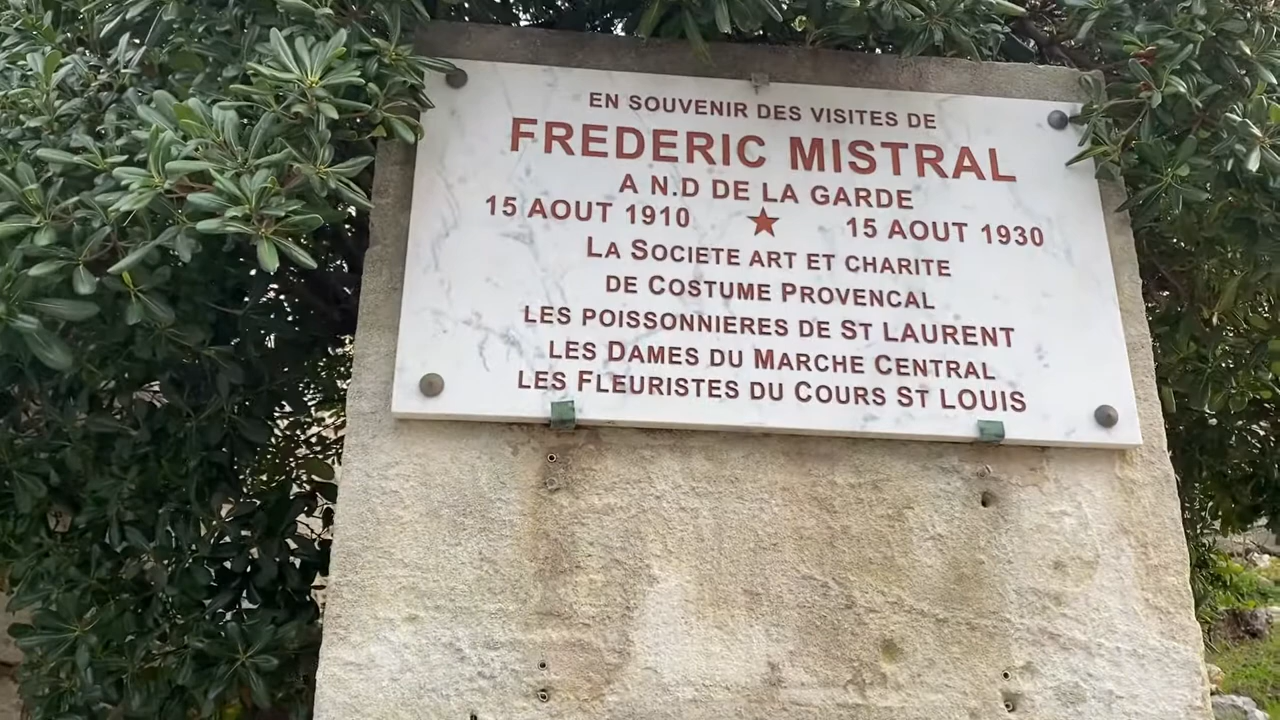 EN SOUVENIR DES VISITES DE
FREDERIC MISTRAL
A N.D DE LA GARDE
15 AOUT 1910 ★ 15 AOUT 1930
LA SOCIETE ART ET CHARITE
DE COSTUME PROVENCAL
LES POISSONNIERES DE ST LAURENT
LES DAMES DU MARCHE CENTRAL
LES FLEURISTES DU COURS ST LOUIS